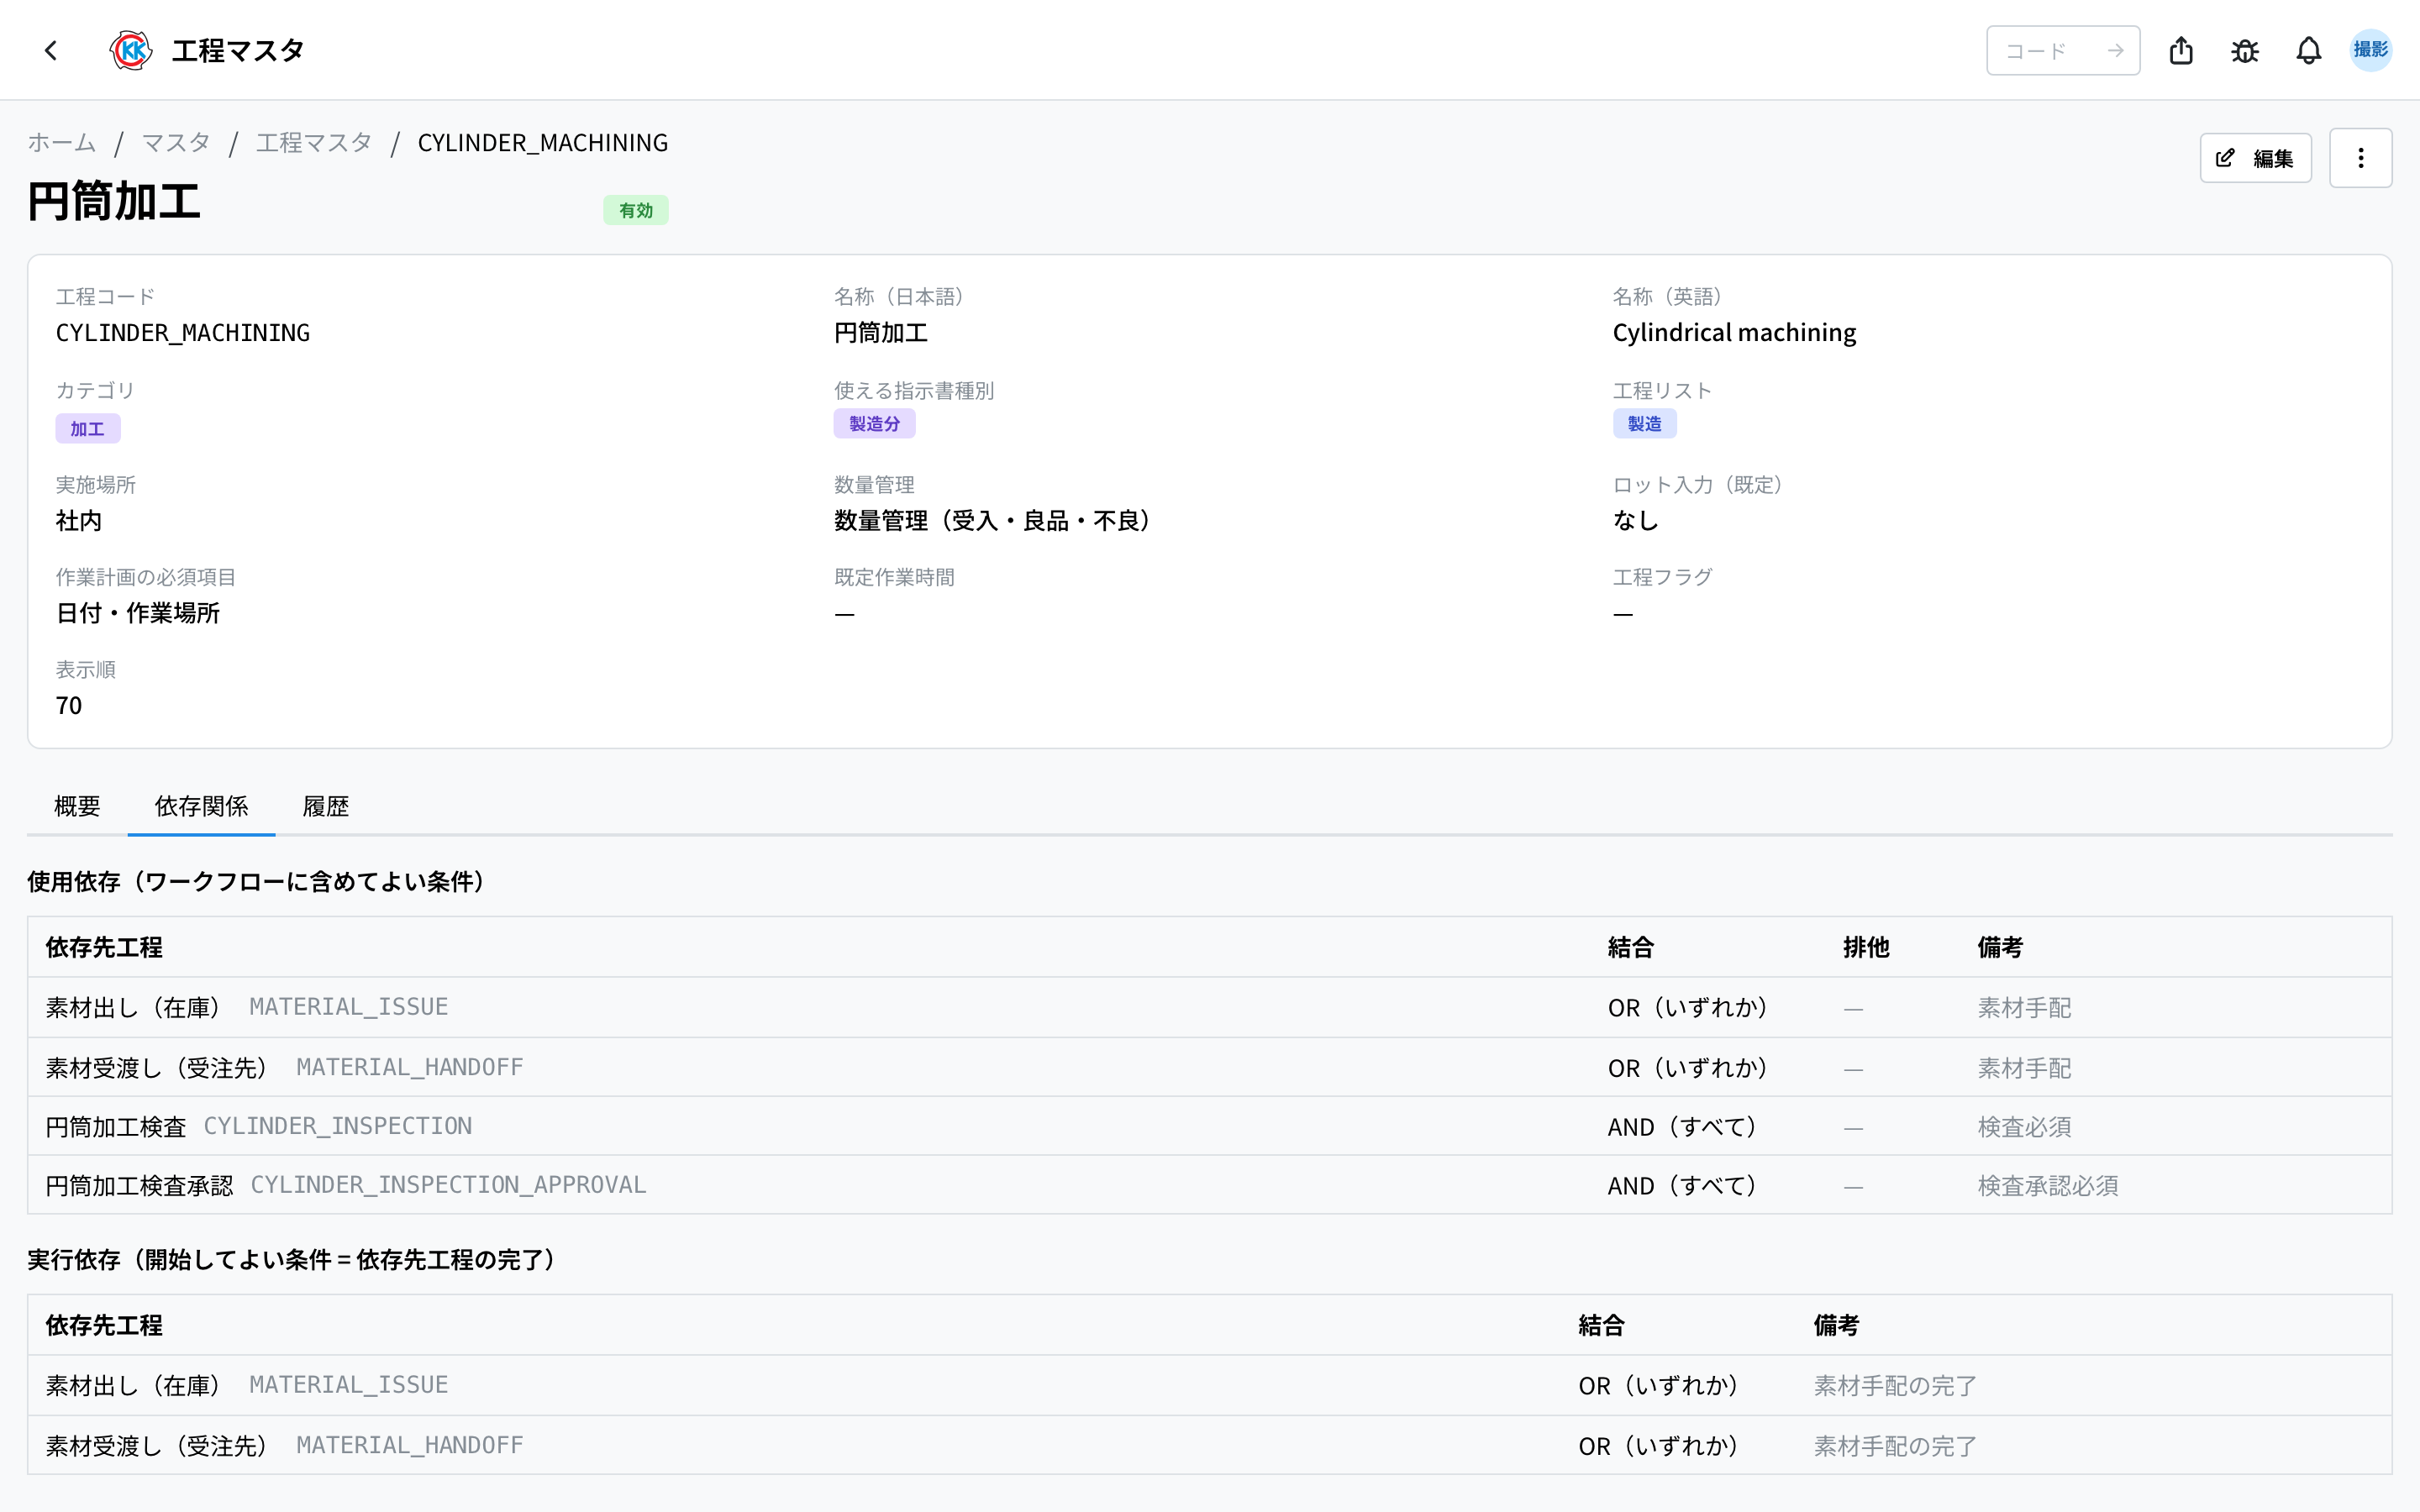 KK 工程マスタ コード → 撮影
ホーム / マスタ / 工程マスタ / CYLINDER_MACHINING
編集
円筒加工 有効
工程コード 名称（日本語） 名称（英語）
CYLINDER_MACHINING 円筒加工 Cylindrical machining
カテゴリ 使える指示書種別 工程リスト
加工 製造分 製造
実施場所 数量管理 ロット入力（既定）
社内 数量管理（受入・良品・不良） なし
作業計画の必須項目 既定作業時間 工程フラグ
日付・作業場所 — —
表示順
70
概要 依存関係 履歴
使用依存（ワークフローに含めてよい条件）
依存先工程 結合 排他 備考
素材出し（在庫） MATERIAL_ISSUE OR（いずれか） — 素材手配
素材受渡し（受注先） MATERIAL_HANDOFF OR（いずれか） — 素材手配
円筒加工検査 CYLINDER_INSPECTION AND（すべて） — 検査必須
円筒加工検査承認 CYLINDER_INSPECTION_APPROVAL AND（すべて） — 検査承認必須
実行依存（開始してよい条件 = 依存先工程の完了）
依存先工程 結合 備考
素材出し（在庫） MATERIAL_ISSUE OR（いずれか） 素材手配の完了
素材受渡し（受注先） MATERIAL_HANDOFF OR（いずれか） 素材手配の完了